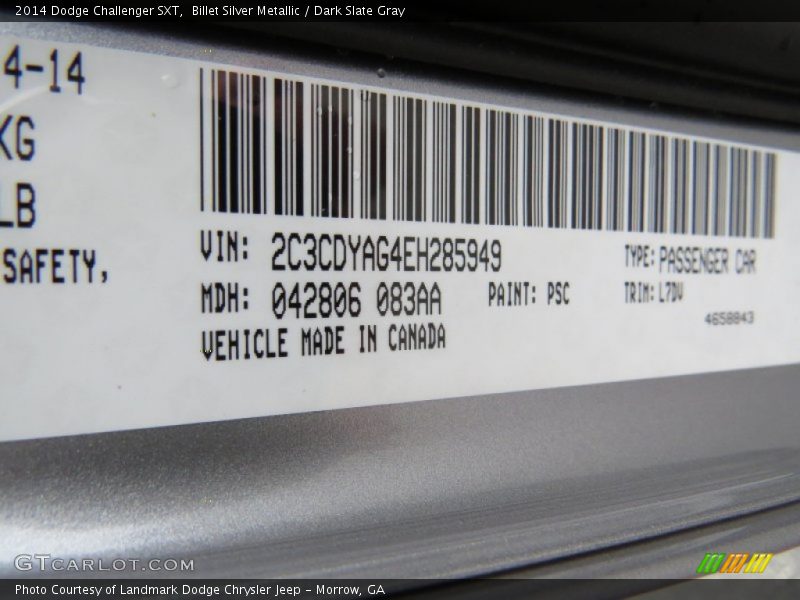 2014 Dodge Challenger SXT,  Billet Silver Metallic / Dark Slate Gray
4-14
KG
LB
SAFETY,
VIN: 2C3CDYAG4EH285949 TYPE: PASSENGER CAR
MDH: 042806 083AA PAINT: PSC TRIM: L7DV
4658843
VEHICLE MADE IN CANADA
GTCARLOT.COM
Photo Courtesy of Landmark Dodge Chrysler Jeep – Morrow, GA